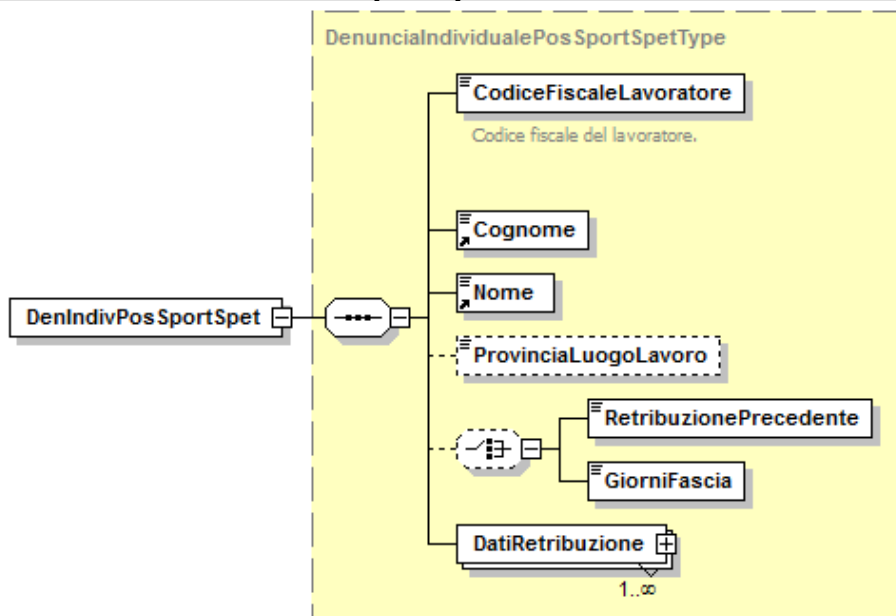 DenunciaIndividualePosSportSpetType
CodiceFiscaleLavoratore
Codice fiscale del lavoratore.
Cognome
Nome
DenIndivPosSportSpet
ProvinciaLuogoLavoro
RetribuzionePrecedente
GiorniFascia
DatiRetribuzione
1..∞